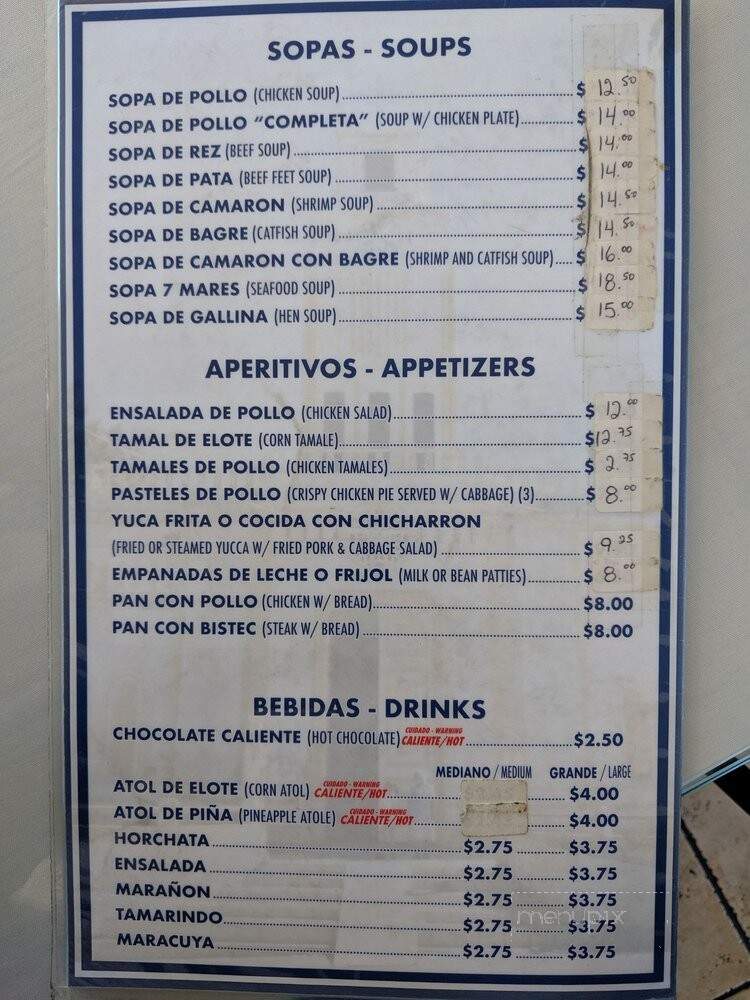 SOPAS - SOUPS
SOPA DE POLLO (CHICKEN SOUP) $ 12.50
SOPA DE POLLO “COMPLETA” (SOUP W/ CHICKEN PLATE) $ 14.00
SOPA DE REZ (BEEF SOUP) $ 14.00
SOPA DE PATA (BEEF FEET SOUP) $ 14.00
SOPA DE CAMARON (SHRIMP SOUP) $ 14.50
SOPA DE BAGRE (CATFISH SOUP) $ 14.50
SOPA DE CAMARON CON BAGRE (SHRIMP AND CATFISH SOUP) $ 16.00
SOPA 7 MARES (SEAFOOD SOUP) $ 18.50
SOPA DE GALLINA (HEN SOUP) $ 15.00
APERITIVOS - APPETIZERS
ENSALADA DE POLLO (CHICKEN SALAD) $ 12.00
TAMAL DE ELOTE (CORN TAMALE) $ 2.75
TAMALES DE POLLO (CHICKEN TAMALES) $ 2.75
PASTELES DE POLLO (CRISPY CHICKEN PIE SERVED W/ CABBAGE) (3) $ 8.00
YUCA FRITA O COCIDA CON CHICHARRON
(FRIED OR STEAMED YUCCA W/ FRIED PORK & CABBAGE SALAD) $ 9.25
EMPANADAS DE LECHE O FRIJOL (MILK OR BEAN PATTIES) $ 8.00
PAN CON POLLO (CHICKEN W/ BREAD) $8.00
PAN CON BISTEC (STEAK W/ BREAD) $8.00
BEBIDAS - DRINKS
CHOCOLATE CALIENTE (HOT CHOCOLATE) CUIDADO - WARNING CALIENTE/HOT $2.50
MEDIANO / MEDIUM GRANDE / LARGE
ATOL DE ELOTE (CORN ATOL) CUIDADO - WARNING CALIENTE/HOT $4.00
ATOL DE PIÑA (PINEAPPLE ATOLE) CUIDADO - WARNING CALIENTE/HOT $4.00
HORCHATA $2.75 $3.75
ENSALADA $2.75 $3.75
MARAÑON $2.75 $3.75
TAMARINDO $2.75 $3.75
MARACUYA $2.75 $3.75
menupix